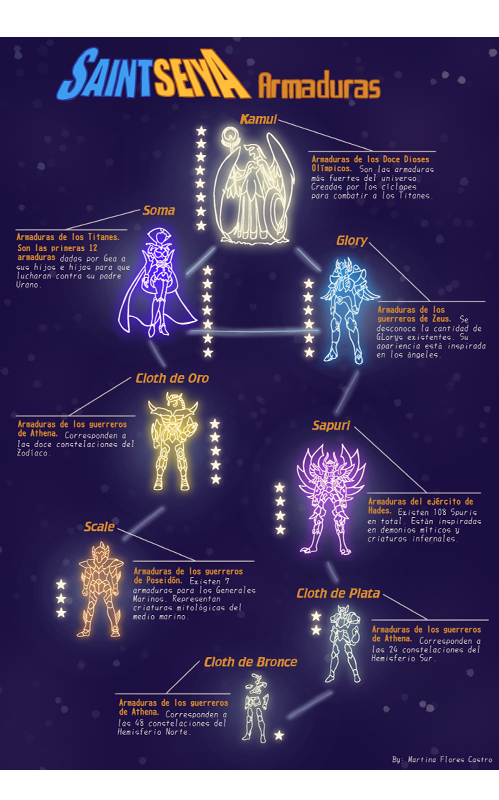 SAINT SEIYA Armaduras
Kamui
Armaduras de los Doce Dioses
Olímpicos. Son las armaduras
más fuertes del universo.
Creadas por los cíclopes
para combatir a los Titanes.
Soma
Armaduras de los Titanes.
Son las primeras 12
armaduras dadas por Gea a
sus hijos e hijas para que
lucharan contra su padre
Urano.
Glory
Armaduras de los
guerreros de Zeus. Se
desconoce la cantidad de
GLorys existentes. Su
apariencia está inspirada
en los ángeles.
Cloth de Oro
Armaduras de los guerreros
de Athena. Corresponden a
las doce constelaciones del
Zodiaco.
Sapuri
Armaduras del ejército de
Hades. Existen 108 Spuris
en total. Están inspiradas
en demonios míticos y
criaturas infernales.
Scale
Armaduras de los guerreros
de Poseidón. Existen 7
armaduras para los Generales
Marinos. Representan
criaturas mitológicas del
medio marino.
Cloth de Plata
Armaduras de los guerreros
de Athena. Corresponden a
las 24 constelaciones del
Hemisferio Sur.
Cloth de Bronce
Armaduras de los guerreros
de Athena. Corresponden a
las 48 constelaciones del
Hemisferio Norte.
By: Martina Flores Castro